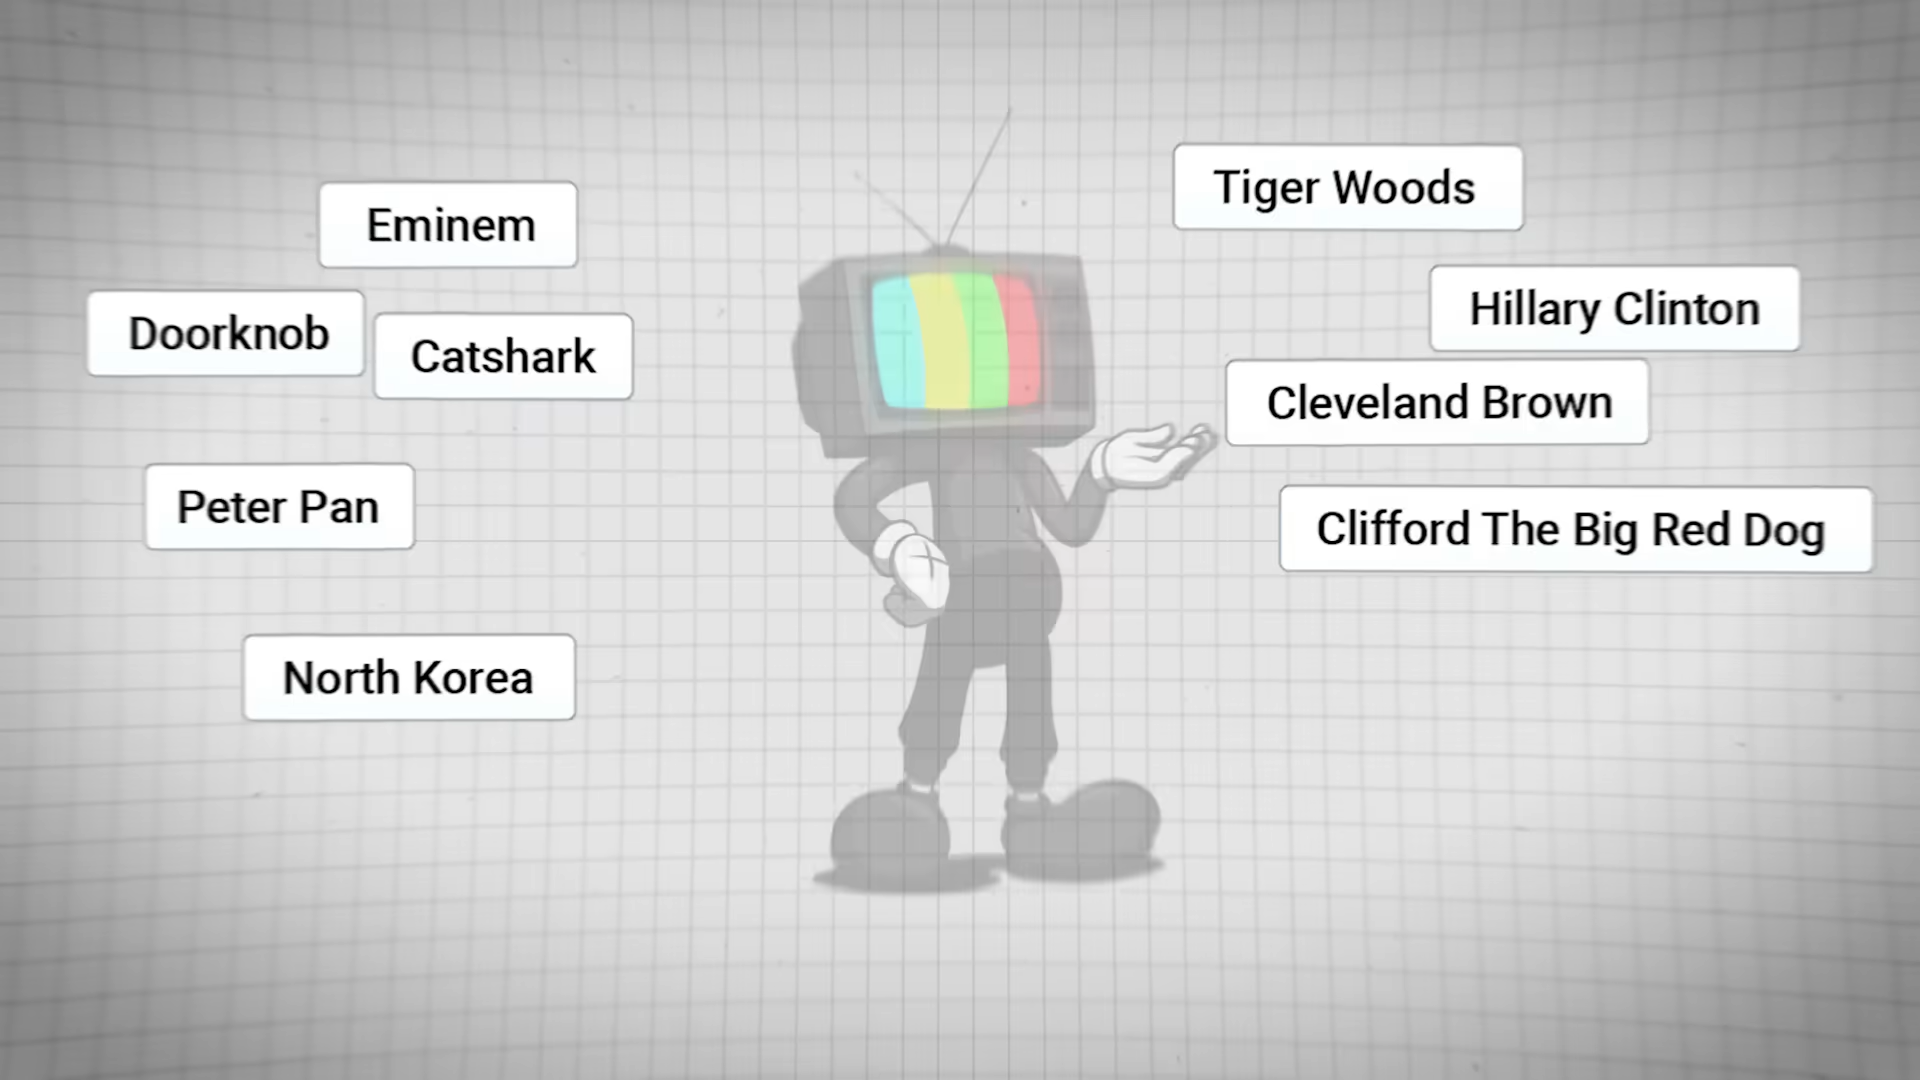 Eminem
Doorknob
Catshark
Peter Pan
North Korea
Tiger Woods
Hillary Clinton
Cleveland Brown
Clifford The Big Red Dog